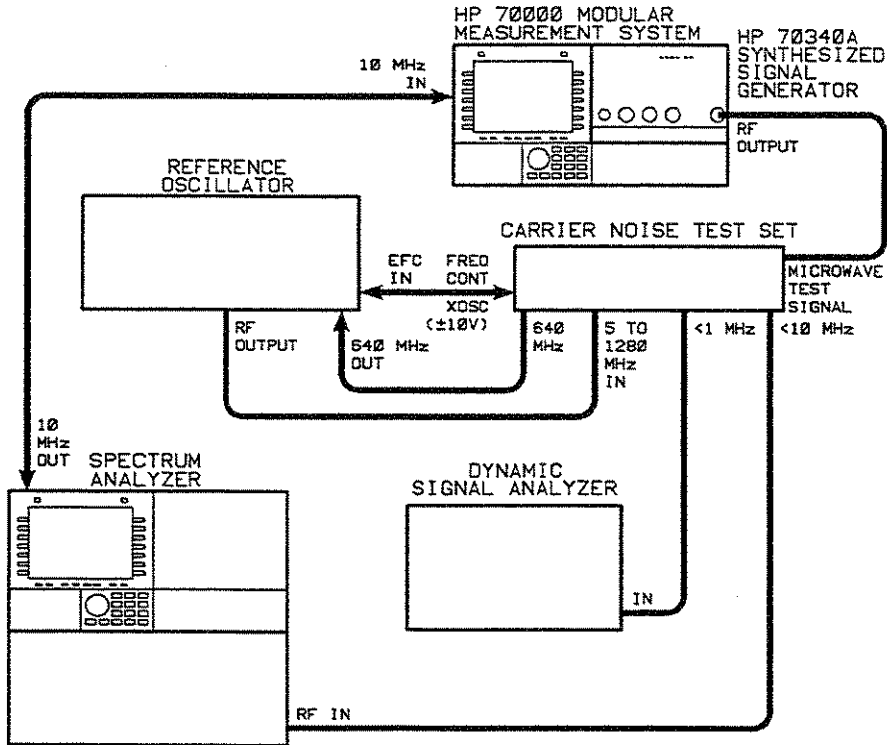 HP 70000 MODULAR
MEASUREMENT SYSTEM
HP 70340A
SYNTHESIZED
SIGNAL
GENERATOR
10 MHz
IN
RF
OUTPUT
REFERENCE
OSCILLATOR
CARRIER NOISE TEST SET
EFC
IN
FREQ
CONT
XOSC
(±10V)
MICROWAVE
TEST
SIGNAL
RF
OUTPUT
640 MHz
OUT
640
MHz
5 TO
1280
MHz
IN
<1 MHz
<10 MHz
10
MHz
OUT
SPECTRUM
ANALYZER
DYNAMIC
SIGNAL ANALYZER
IN
RF IN